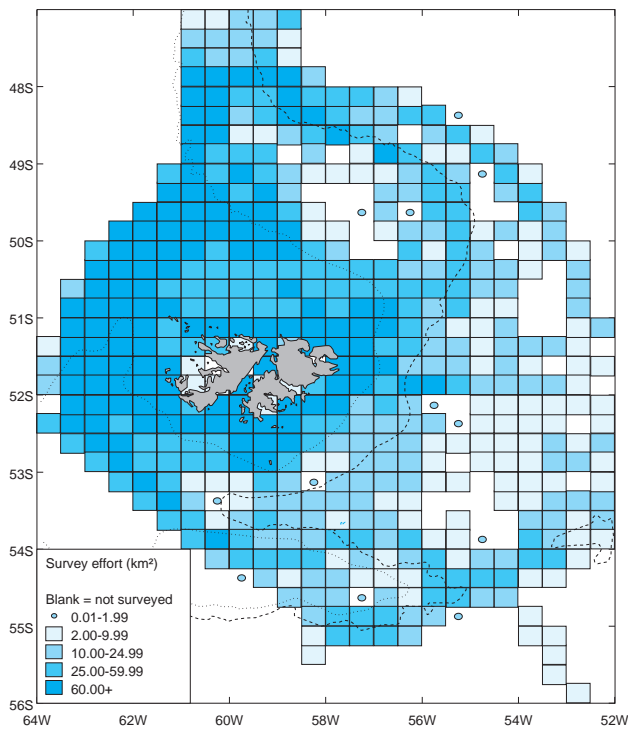 48S
49S
50S
51S
52S
53S
54S
55S
56S
Survey effort (km²)
Blank = not surveyed
0.01-1.99
2.00-9.99
10.00-24.99
25.00-59.99
60.00+
64W 62W 60W 58W 56W 54W 52W